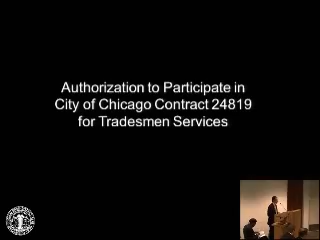 Authorization to Participate in
City of Chicago Contract 24819
for Tradesmen Services